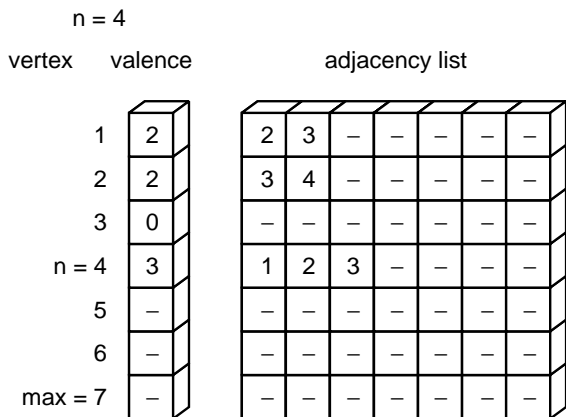 n = 4
vertex valence adjacency list
1 2 2 3 – – – – –
2 2 3 4 – – – – –
3 0 – – – – – – –
n = 4 3 1 2 3 – – – –
5 – – – – – – – –
6 – – – – – – – –
max = 7 – – – – – – – –